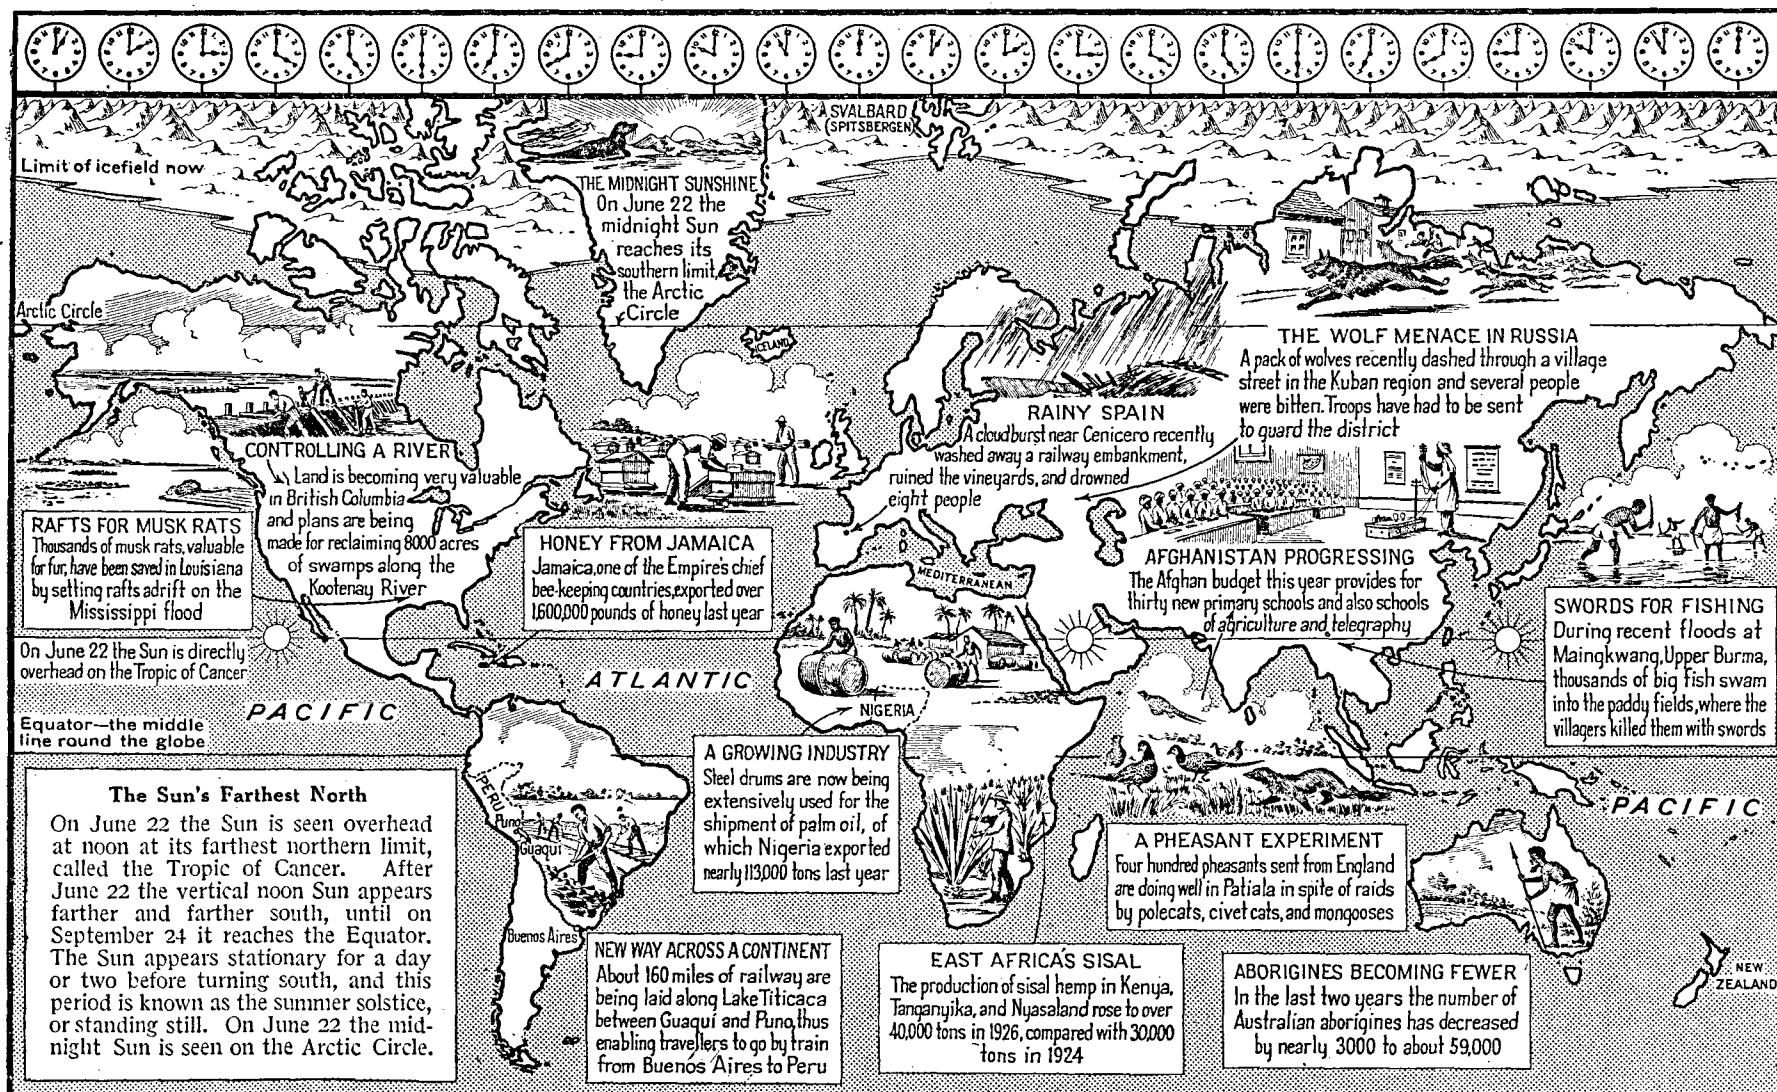 SVALBARD
(SPITSBERGEN)
Limit of icefield now
THE MIDNIGHT SUNSHINE
On June 22 the
midnight Sun
reaches its
southern limit,
the Arctic
Circle
Arctic Circle
ICELAND
THE WOLF MENACE IN RUSSIA
A pack of wolves recently dashed through a village
street in the Kuban region and several people
were bitten. Troops have had to be sent
to guard the district
RAINY SPAIN
A cloudburst near Cenicero recently
washed away a railway embankment,
ruined the vineyards, and drowned
eight people
CONTROLLING A RIVER
Land is becoming very valuable
in British Columbia
and plans are being
made for reclaiming 8000 acres
of swamps along the
Kootenay River
RAFTS FOR MUSK RATS
Thousands of musk rats, valuable
for fur, have been saved in Louisiana
by setting rafts adrift on the
Mississippi flood
HONEY FROM JAMAICA
Jamaica, one of the Empire's chief
bee-keeping countries, exported over
1,600,000 pounds of honey last year
MEDITERRANEAN
AFGHANISTAN PROGRESSING
The Afghan budget this year provides for
thirty new primary schools and also schools
of agriculture and telegraphy
SWORDS FOR FISHING
During recent floods at
Maingkwang, Upper Burma,
thousands of big fish swam
into the paddy fields, where the
villagers killed them with swords
On June 22 the Sun is directly
overhead on the Tropic of Cancer
ATLANTIC
PACIFIC
NIGERIA
Equator—the middle
line round the globe
A GROWING INDUSTRY
Steel drums are now being
extensively used for the
shipment of palm oil, of
which Nigeria exported
nearly 113,000 tons last year
PERU
Puno
Guaqui
Buenos Aires
PACIFIC
The Sun's Farthest North
On June 22 the Sun is seen overhead
at noon at its farthest northern limit,
called the Tropic of Cancer. After
June 22 the vertical noon Sun appears
farther and farther south, until on
September 24 it reaches the Equator.
The Sun appears stationary for a day
or two before turning south, and this
period is known as the summer solstice,
or standing still. On June 22 the mid-
night Sun is seen on the Arctic Circle.
A PHEASANT EXPERIMENT
Four hundred pheasants sent from England
are doing well in Patiala in spite of raids
by polecats, civet cats, and mongooses
NEW WAY ACROSS A CONTINENT
About 160 miles of railway are
being laid along Lake Titicaca
between Guaqui and Puno, thus
enabling travellers to go by train
from Buenos Aires to Peru
EAST AFRICA'S SISAL
The production of sisal hemp in Kenya,
Tanganyika, and Nyasaland rose to over
40,000 tons in 1926, compared with 30,000
tons in 1924
ABORIGINES BECOMING FEWER
In the last two years the number of
Australian aborigines has decreased
by nearly 3000 to about 59,000
NEW
ZEALAND